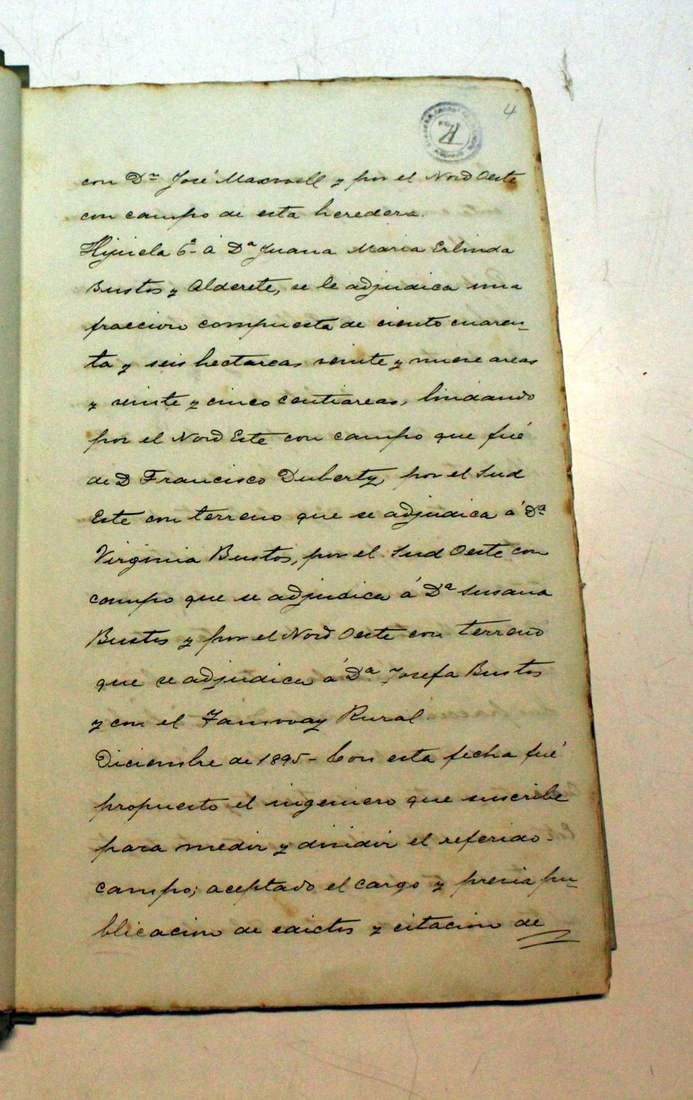 4
con Dn José Maxwell y por el Nord Oeste
con campo de esta heredera.
Hijuela 6a á Da Juana Maria Erlinda
Bustos y Alderete, se le adjudica una
fraccion compuesta de ciento cuaren-
ta y seis hectareas veinte y nueve areas
y veinte y cinco centiareas, lindando
por el Nord Este con campo que fué
de D Francisco Duberty, por el Sud
Este con terreno que se adjudica á Da
Virginia Bustos, por el Sud Oeste con
campo que se adjudica á Da Susana
Bustos y por el Nord Oeste con terreno
que se adjudica á Da Josefa Bustos
y con el Tamway Rural
Diciembre de 1895 - Con esta fecha fué
propuesto el ingeniero que suscribe
para medir y dividir el referido
campo; aceptado el cargo y previa pu-
blicacion de edictos y citacion de